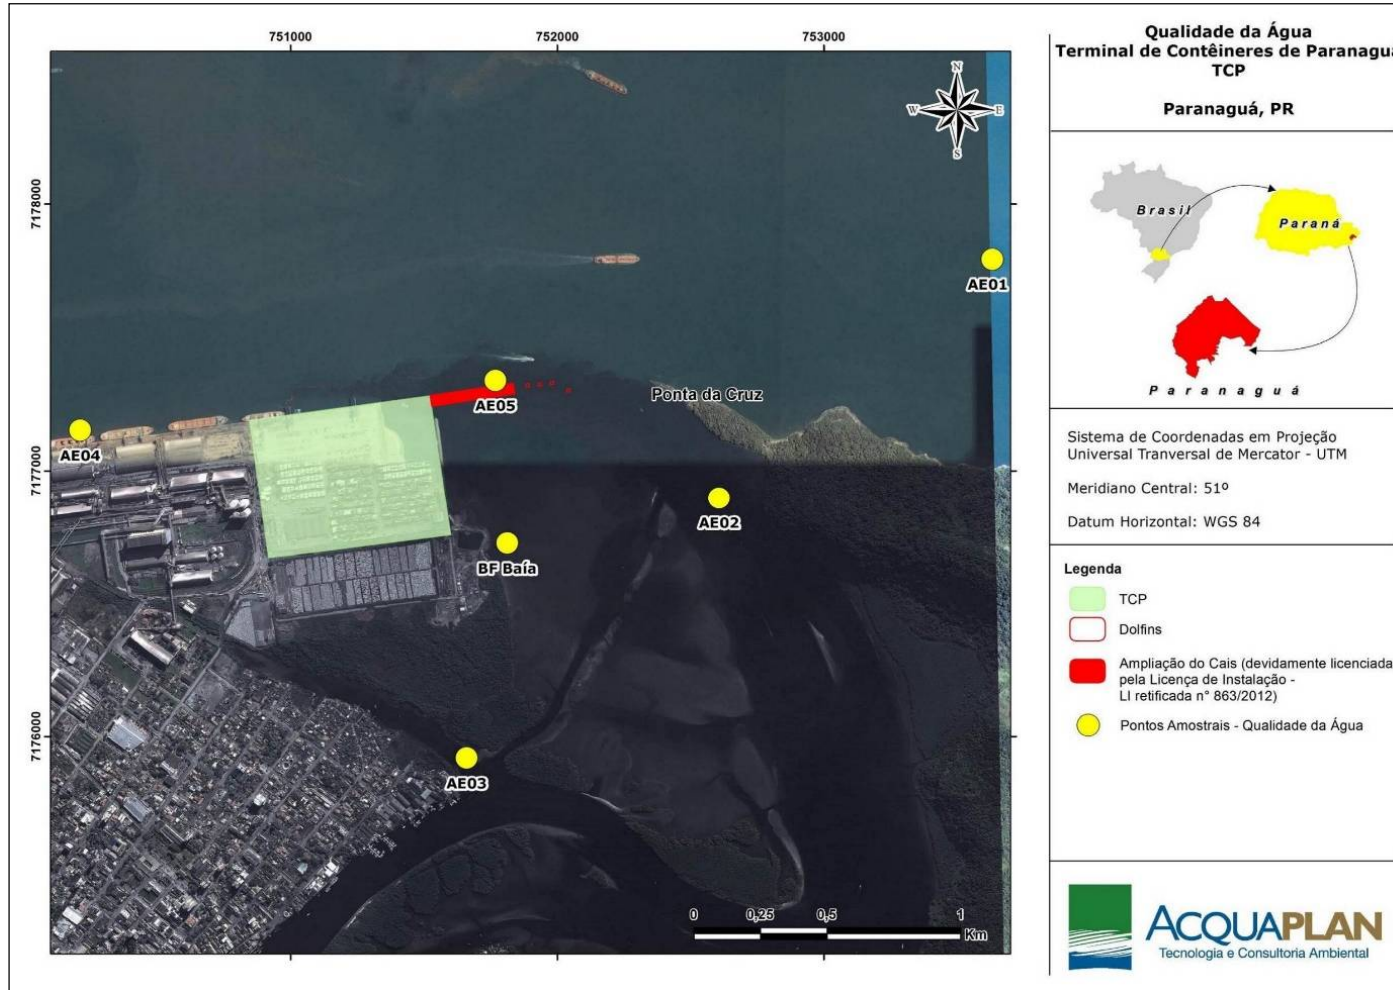 751000
752000
753000
7178000
7177000
7176000
N
W
E
S
AE01
Ponta da Cruz
AE05
AE04
AE02
BF Baía
AE03
0
0,25
0,5
1
Km
Qualidade da Água
Terminal de Contêineres de Paranagu
TCP
Paranaguá, PR
Brasil
Paraná
Paranaguá
Sistema de Coordenadas em Projeção
Universal Tranversal de Mercator - UTM
Meridiano Central: 51º
Datum Horizontal: WGS 84
Legenda
TCP
Dolfins
Ampliação do Cais (devidamente licenciada
pela Licença de Instalação -
LI retificada n° 863/2012)
Pontos Amostrais - Qualidade da Água
ACQUAPLAN
Tecnologia e Consultoria Ambiental